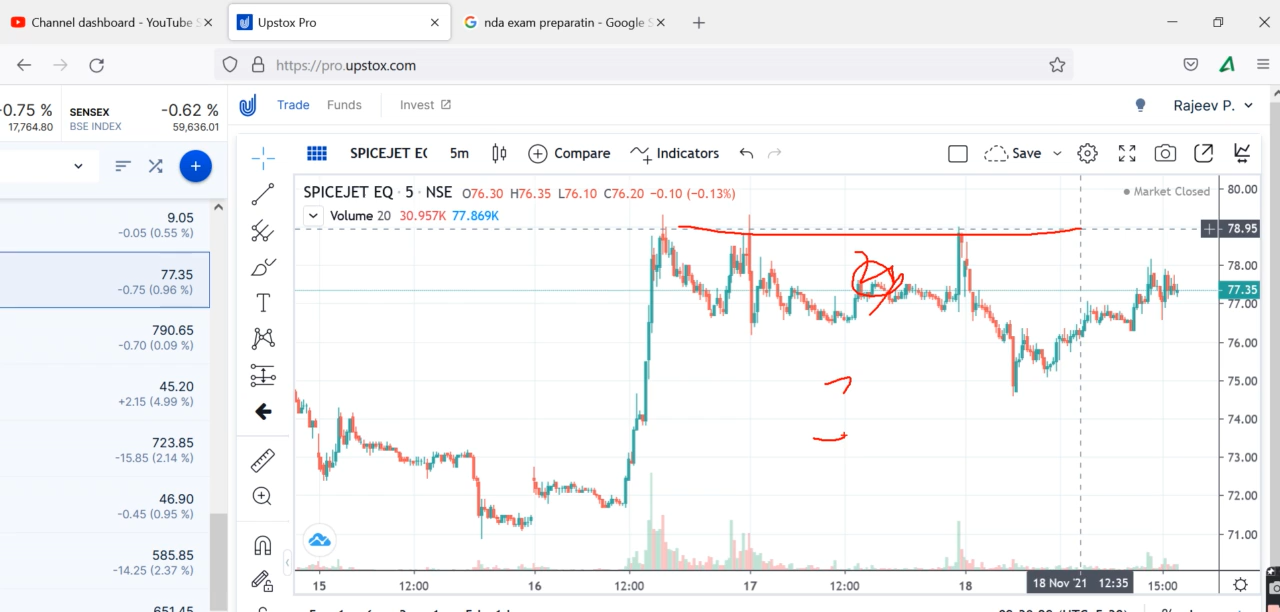 Channel dashboard - YouTube S
Upstox Pro
nda exam preparatin - Google S
https://pro.upstox.com
-0.75 %
17,764.80
SENSEX
BSE INDEX
-0.62 %
59,636.01
Trade
Funds
Invest
Rajeev P.
SPICEJET EQ
5m
Compare
Indicators
Save
SPICEJET EQ · 5 · NSE O76.30 H76.35 L76.10 C76.20 -0.10 (-0.13%)
Market Closed
Volume 20 30.957K 77.869K
9.05
-0.05 (0.55 %)
77.35
-0.75 (0.96 %)
790.65
-0.70 (0.09 %)
45.20
+2.15 (4.99 %)
723.85
-15.85 (2.14 %)
46.90
-0.45 (0.95 %)
585.85
-14.25 (2.37 %)
651.45
80.00
78.95
78.00
77.35
77.00
76.00
75.00
74.00
73.00
72.00
71.00
15 12:00 16 12:00 17 12:00 18 18 Nov '21 12:35 15:00